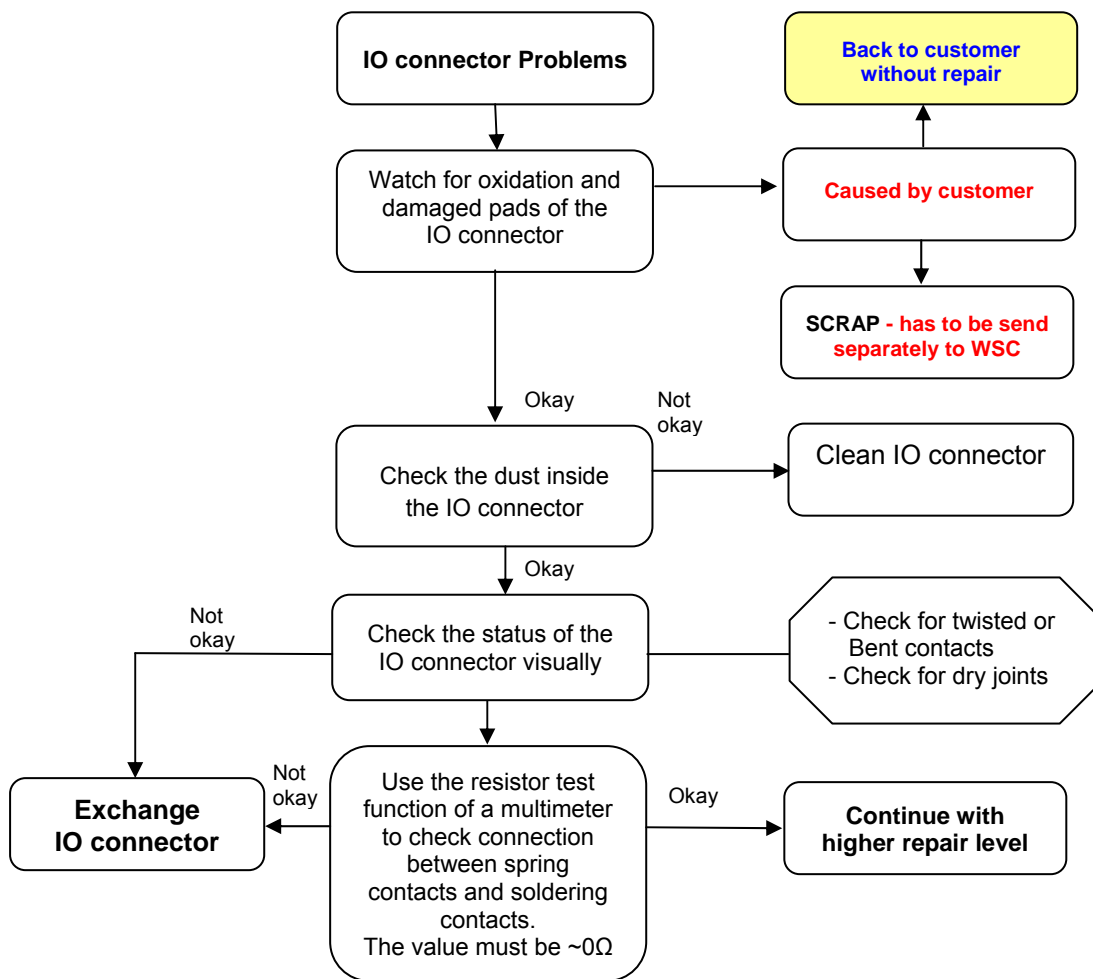 IO connector Problems
Back to customer
without repair
Watch for oxidation and
damaged pads of the
IO connector
Caused by customer
SCRAP - has to be send
separately to WSC
Okay
Not
okay
Check the dust inside
the IO connector
Clean IO connector
Okay
Not
okay
Check the status of the
IO connector visually
- Check for twisted or
Bent contacts
- Check for dry joints
Exchange
IO connector
Not
okay
Use the resistor test
function of a multimeter
to check connection
between spring
contacts and soldering
contacts.
The value must be ~0Ω
Okay
Continue with
higher repair level